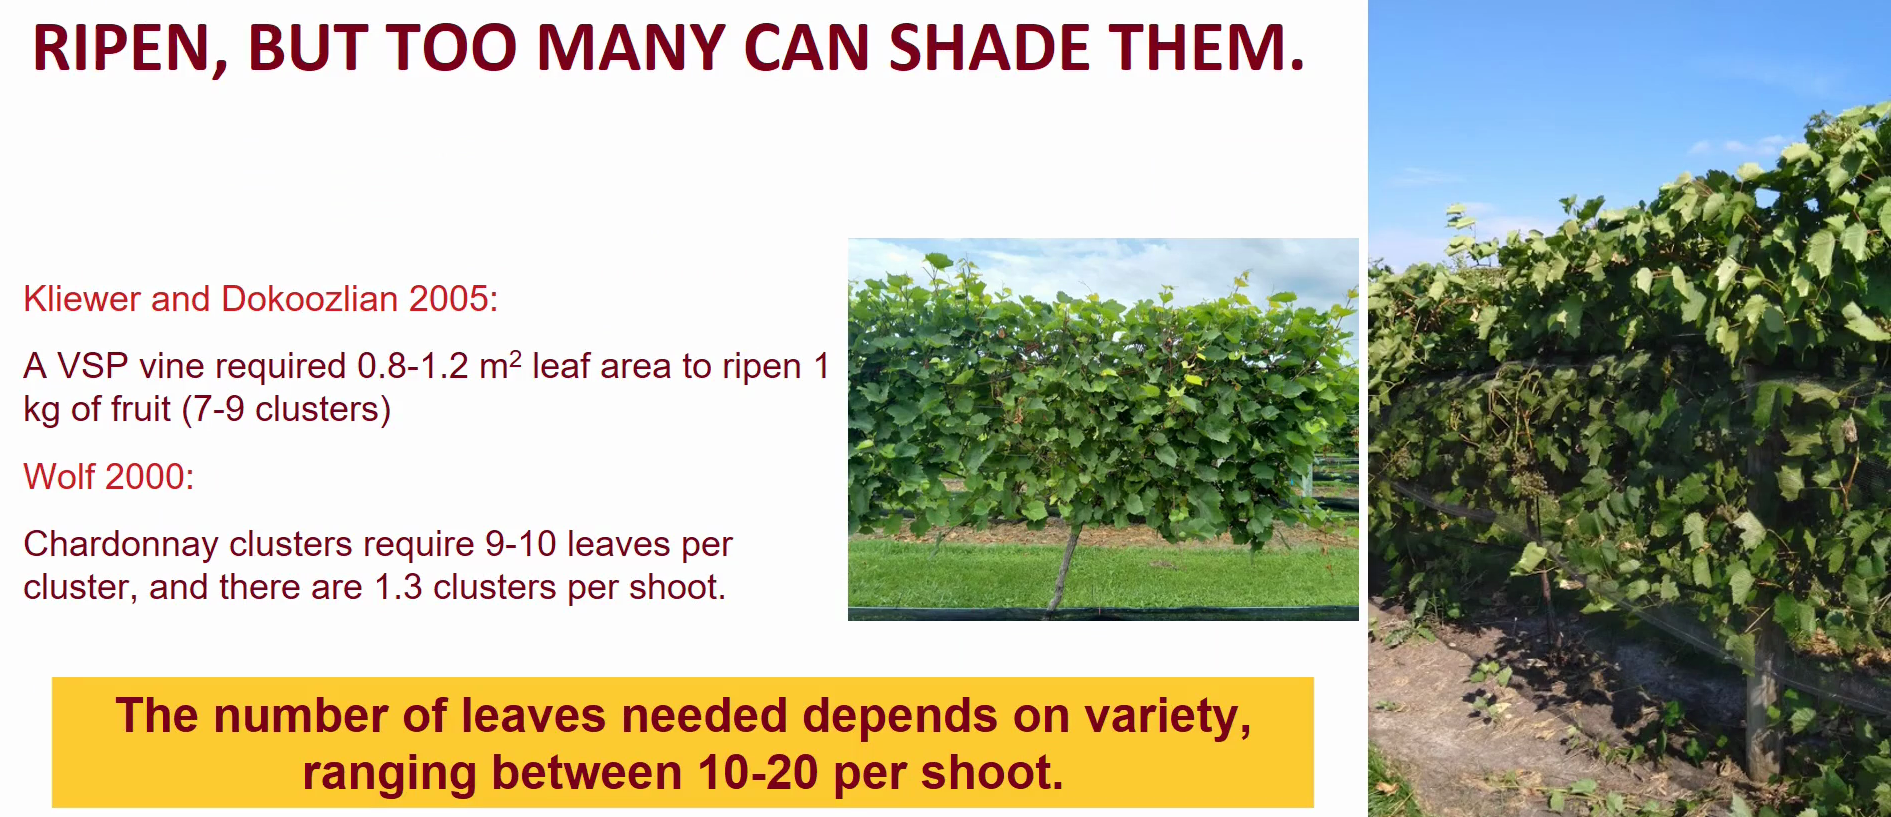 RIPEN, BUT TOO MANY CAN SHADE THEM.
Kliewer and Dokoozlian 2005:
A VSP vine required 0.8-1.2 m² leaf area to ripen 1
kg of fruit (7-9 clusters)
Wolf 2000:
Chardonnay clusters require 9-10 leaves per
cluster, and there are 1.3 clusters per shoot.
The number of leaves needed depends on variety,
ranging between 10-20 per shoot.